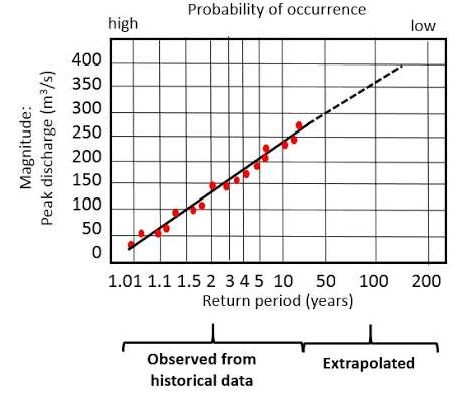 Probability of occurrence
high
low
Magnitude:
Peak discharge (m³/s)
400
350
300
250
200
150
100
50
0
1.01 1.1 1.5 2 3 4 5 10 50 100 200
Return period (years)
Observed from
historical data
Extrapolated